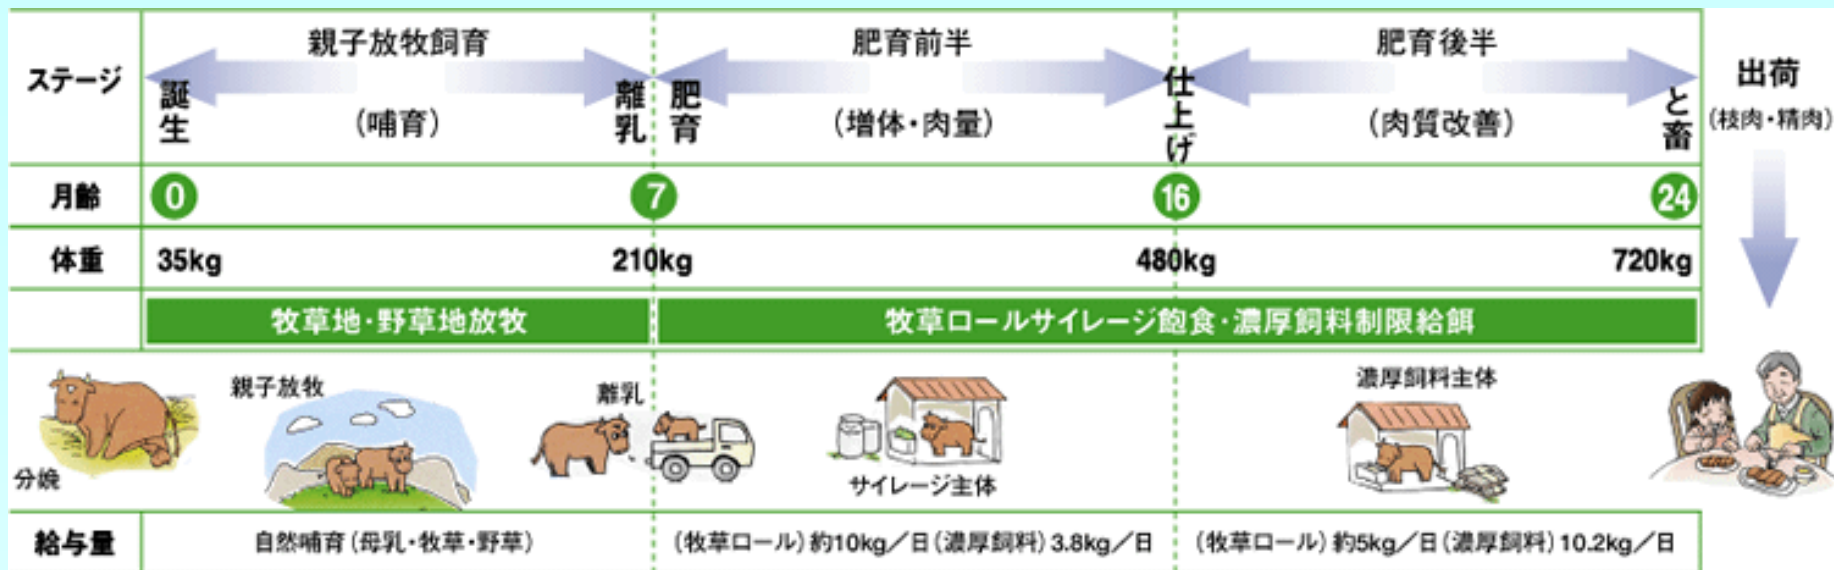 ステージ
親子放牧飼育
誕生
(哺育)
離乳
肥育前半
肥育
(増体・肉量)
仕上げ
肥育後半
(肉質改善)
と畜
出荷
(枝肉・精肉)
月齢 0 7 16 24
体重 35kg 210kg 480kg 720kg
牧草地・野草地放牧
牧草ロールサイレージ飽食・濃厚飼料制限給餌
分娩
親子放牧
離乳
サイレージ主体
濃厚飼料主体
給与量
自然哺育(母乳・牧草・野草)
(牧草ロール)約10kg/日(濃厚飼料)3.8kg/日
(牧草ロール)約5kg/日(濃厚飼料)10.2kg/日